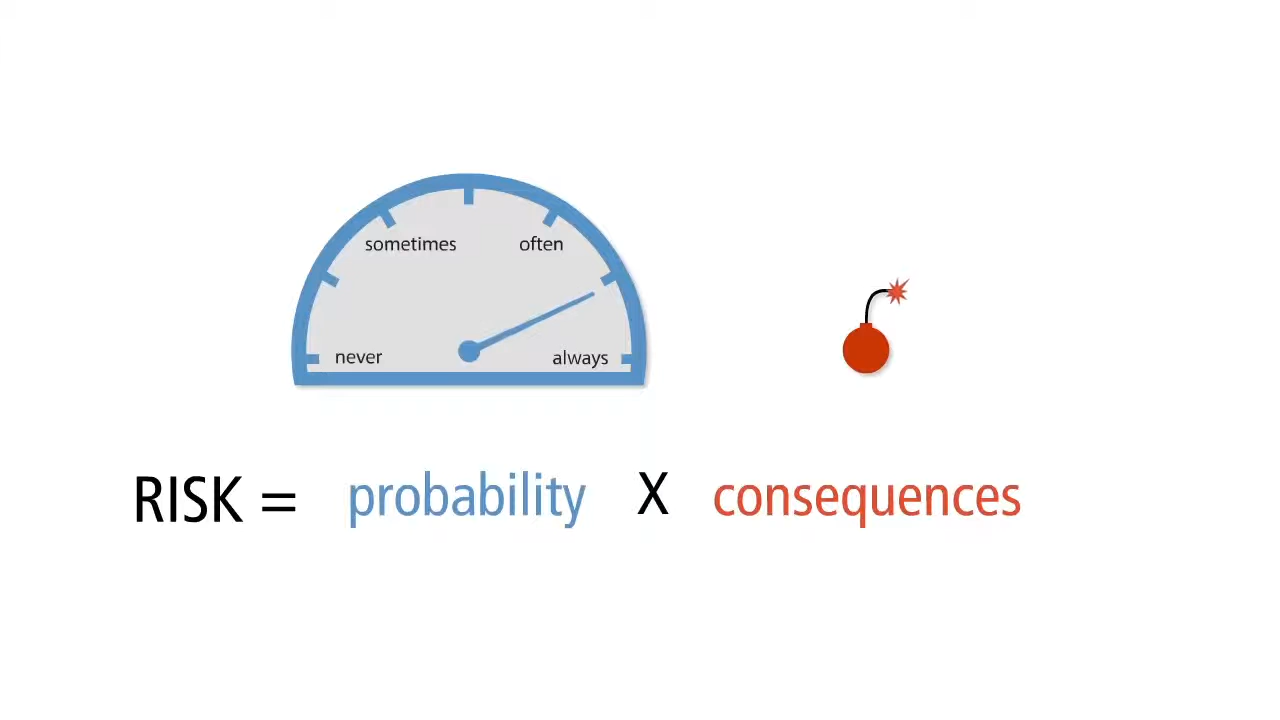 sometimes often
never always
RISK = probability X consequences